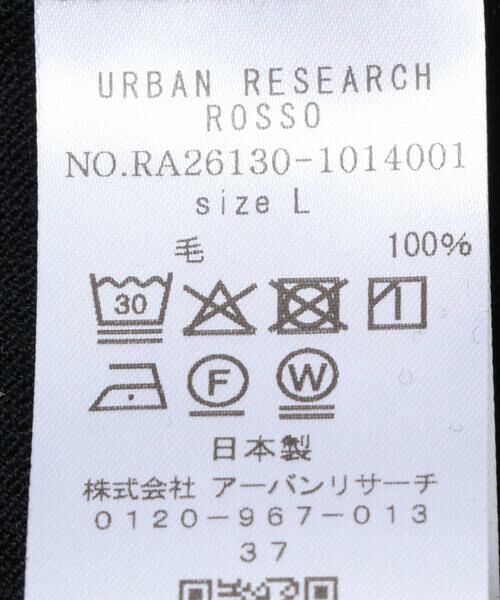 URBAN RESEARCH
ROSSO
NO.RA26130-1014001
size L
毛 100%
30
F W
日本製
株式会社 アーバンリサーチ
0120-967-013
37